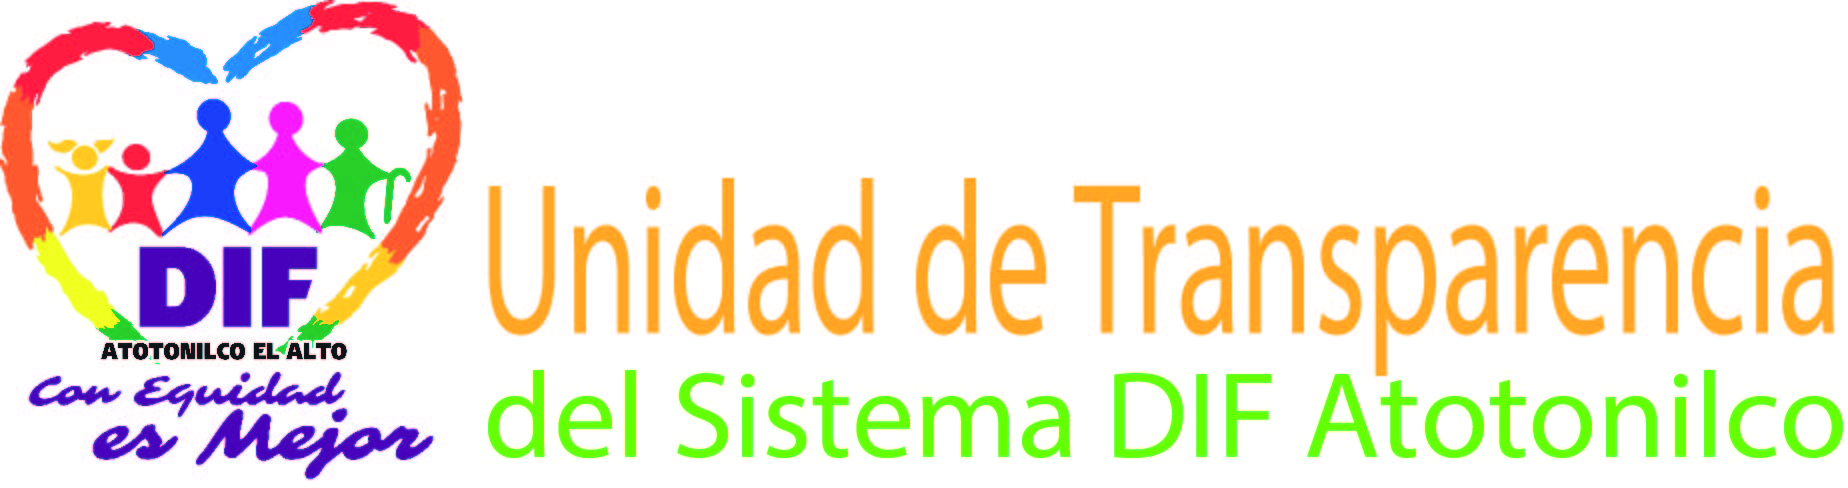 DIF
ATOTONILCO EL ALTO
Con Equidad
es Mejor
Unidad de Transparencia
del Sistema DIF Atotonilco